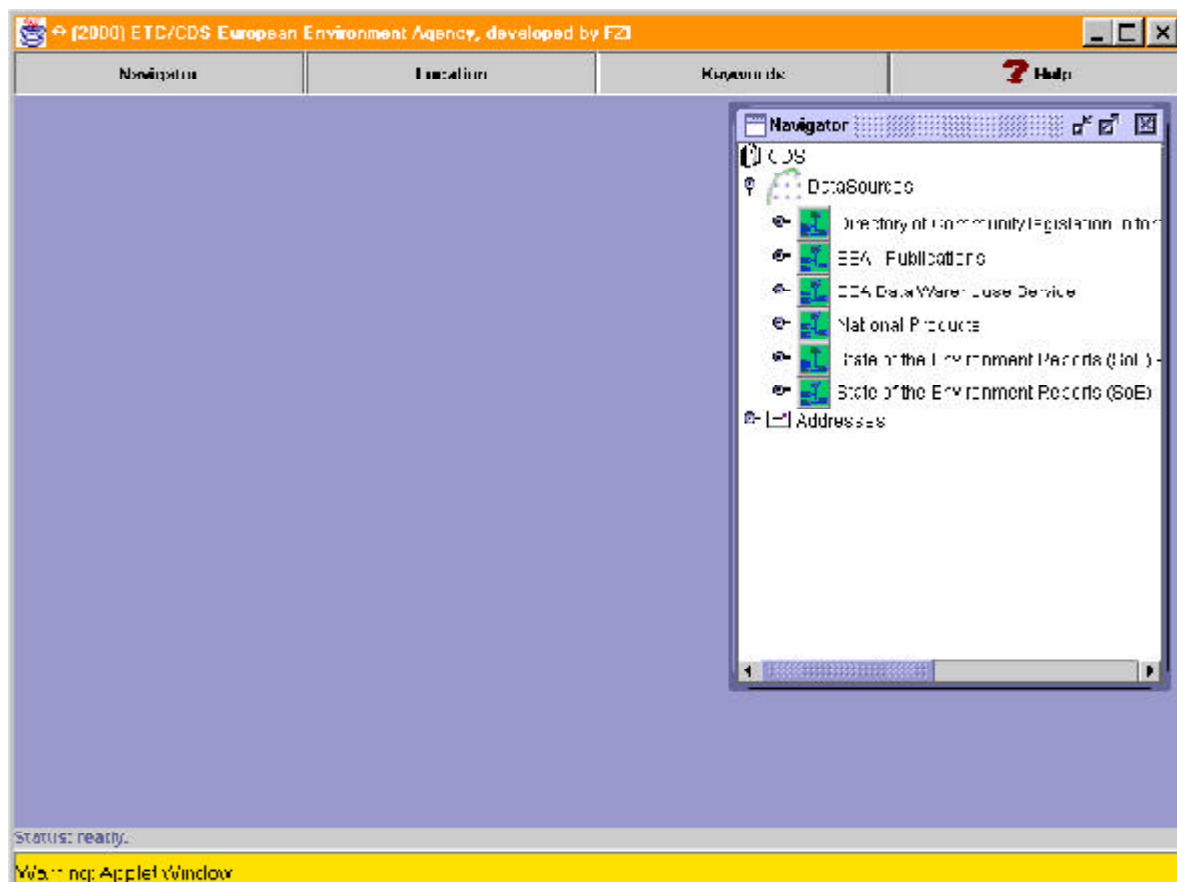 (2000) ETC/CDS European Environment Agency, developed by FZI
Navigator Location Keywords ? Help
Navigator
CDS
DataSources
Directory of Community legislation in for
EEA Publications
EEA Data Warehouse Service
National Products
State of the Environment Reports (SoE) -
State of the Environment Reports (SoE)
Addresses
Status: ready.
Warning: Applet Window